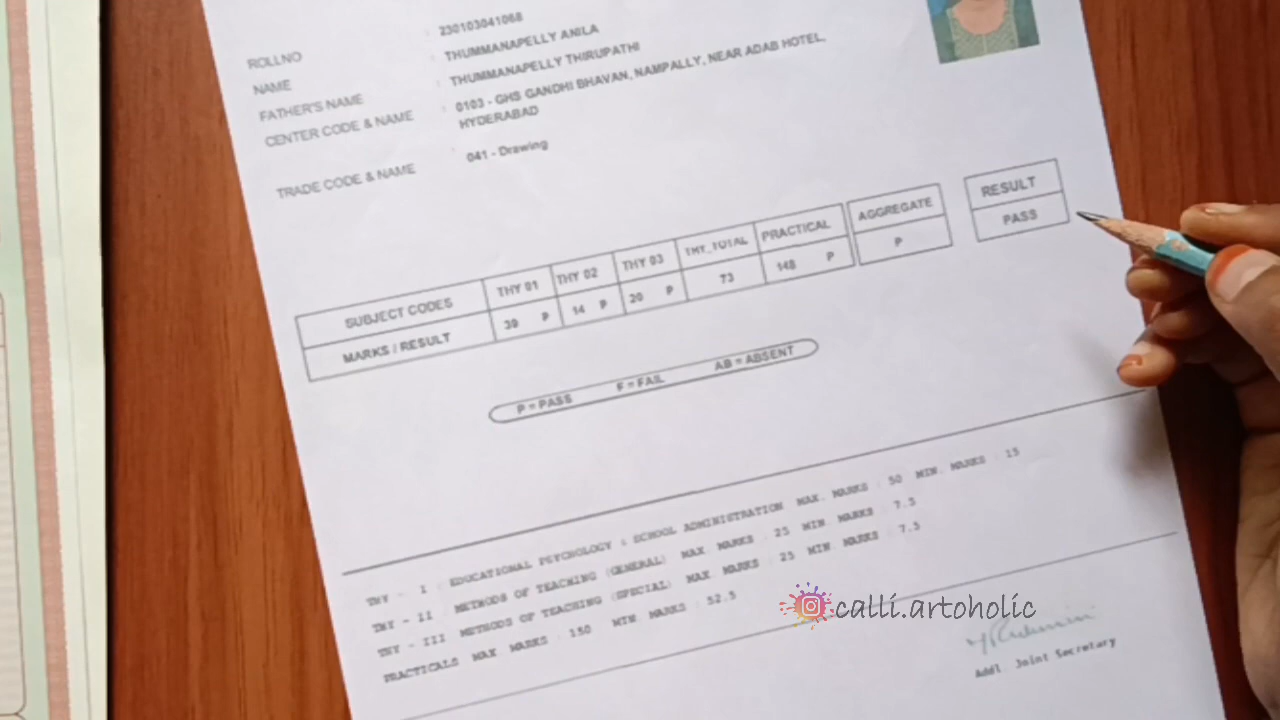 ROLLNO : 230103041068
NAME : THUMMANAPELLY ANILA
FATHER'S NAME : THUMMANAPELLY THIRUPATHI
CENTER CODE & NAME : 0103 - GHS GANDHI BHAVAN, NAMPALLY, NEAR ADAB HOTEL,
HYDERABAD
TRADE CODE & NAME : 041 - Drawing
SUBJECT CODES THY 01 THY 02 THY 03 THY_TOTAL PRACTICAL AGGREGATE RESULT
MARKS / RESULT 39 P 14 P 20 P 73 148 P P PASS
P = PASS F = FAIL AB = ABSENT
THY - I : EDUCATIONAL PSYCHOLOGY & SCHOOL ADMINISTRATION MAX. MARKS : 50 MIN. MARKS : 15
THY - II METHODS OF TEACHING (GENERAL) MAX MARKS : 25 MIN MARKS : 7.5
THY - III METHODS OF TEACHING (SPECIAL) MAX MARKS : 25 MIN MARKS : 7.5
PRACTICALS MAX MARKS : 150 MIN MARKS : 52.5
calli.artoholic
Addl Joint Secretary